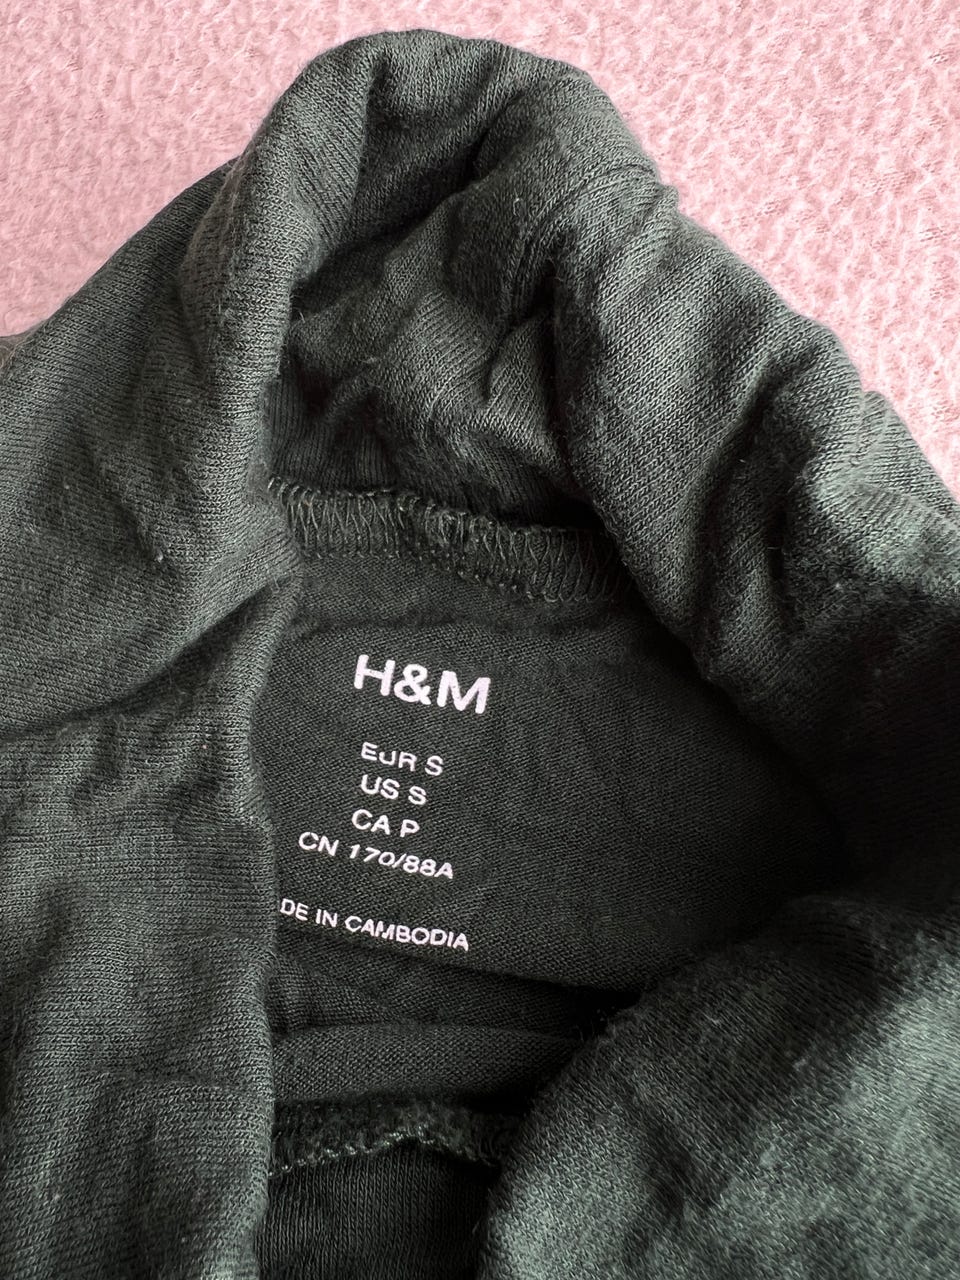 H&M
EUR S
US S
CA P
CN 170/88A
DE IN CAMBODIA